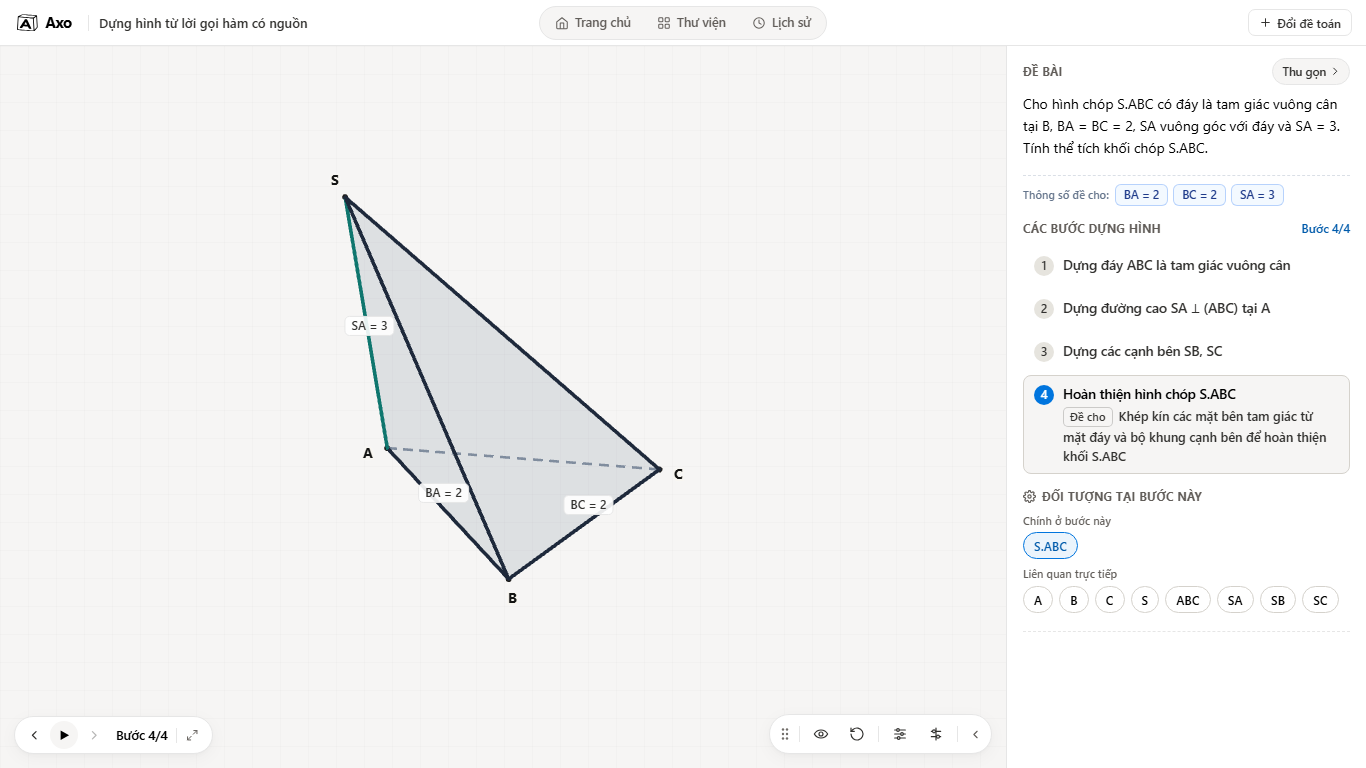 Axo
Dựng hình từ lời gọi hàm có nguồn
Trang chủ
Thư viện
Lịch sử
Đổi đề toán
S
SA = 3
A
BA = 2
BC = 2
C
B
Bước 4/4
ĐỀ BÀI
Thu gọn
Cho hình chóp S.ABC có đáy là tam giác vuông cân
tại B, BA = BC = 2, SA vuông góc với đáy và SA = 3.
Tính thể tích khối chóp S.ABC.
Thông số đề cho: BA = 2 BC = 2 SA = 3
CÁC BƯỚC DỰNG HÌNH
Bước 4/4
1 Dựng đáy ABC là tam giác vuông cân
2 Dựng đường cao SA ⊥ (ABC) tại A
3 Dựng các cạnh bên SB, SC
4 Hoàn thiện hình chóp S.ABC
Đề cho Khép kín các mặt bên tam giác từ
mặt đáy và bộ khung cạnh bên để hoàn thiện
khối S.ABC
ĐỐI TƯỢNG TẠI BƯỚC NÀY
Chính ở bước này
S.ABC
Liên quan trực tiếp
A B C S ABC SA SB SC